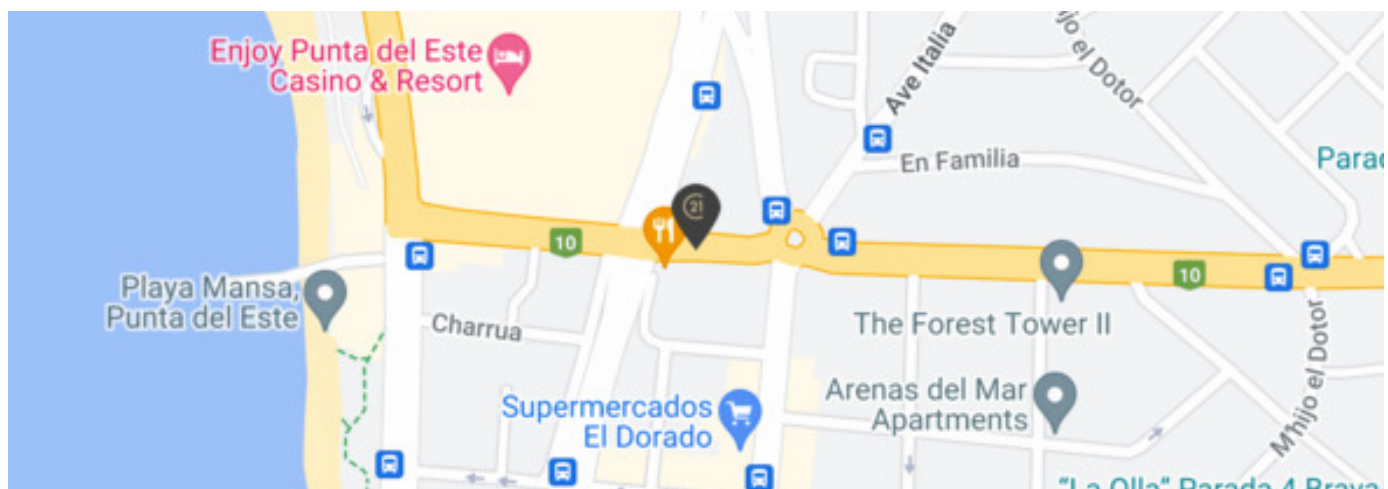 Enjoy Punta del Este
Casino & Resort
Ave Italia
M'hijo el Dotor
En Familia
Parad
21
10
10
Playa Mansa,
Punta del Este
Charrua
The Forest Tower II
Supermercados
El Dorado
Arenas del Mar
Apartments
M'hijo el Dotor
"La Olla" Parada 4 Brava